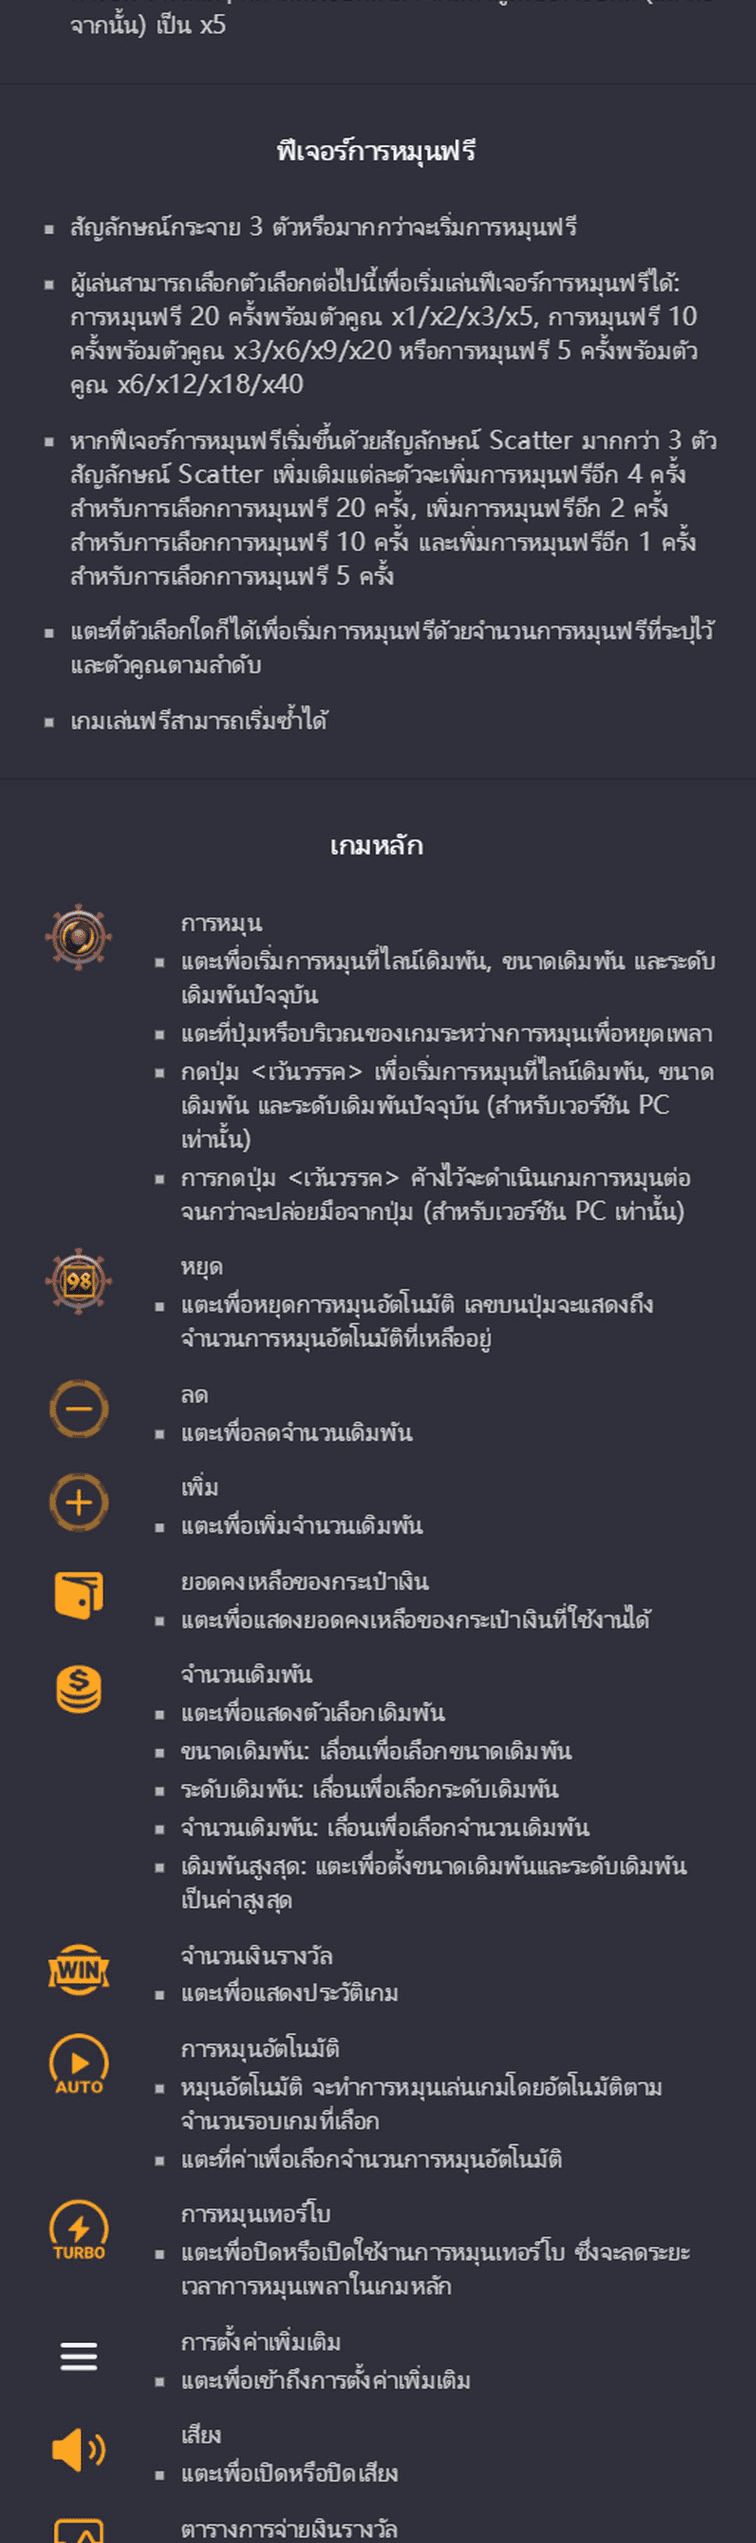 จากนั้น) เป็น x5
ฟีเจอร์การหมุนฟรี
▪ สัญลักษณ์กระจาย 3 ตัวหรือมากกว่าจะเริ่มการหมุนฟรี
▪ ผู้เล่นสามารถเลือกตัวเลือกต่อไปนี้เพื่อเริ่มเล่นฟีเจอร์การหมุนฟรีได้:
การหมุนฟรี 20 ครั้งพร้อมตัวคูณ x1/x2/x3/x5, การหมุนฟรี 10
ครั้งพร้อมตัวคูณ x3/x6/x9/x20 หรือการหมุนฟรี 5 ครั้งพร้อมตัว
คูณ x6/x12/x18/x40
▪ หากฟีเจอร์การหมุนฟรีเริ่มขึ้นด้วยสัญลักษณ์ Scatter มากกว่า 3 ตัว
สัญลักษณ์ Scatter เพิ่มเติมแต่ละตัวจะเพิ่มการหมุนฟรีอีก 4 ครั้ง
สำหรับการเลือกการหมุนฟรี 20 ครั้ง, เพิ่มการหมุนฟรีอีก 2 ครั้ง
สำหรับการเลือกการหมุนฟรี 10 ครั้ง และเพิ่มการหมุนฟรีอีก 1 ครั้ง
สำหรับการเลือกการหมุนฟรี 5 ครั้ง
▪ แตะที่ตัวเลือกใดก็ได้เพื่อเริ่มการหมุนฟรีด้วยจำนวนการหมุนฟรีที่ระบุไว้
และตัวคูณตามลำดับ
▪ เกมเล่นฟรีสามารถเริ่มซ้ำได้
เกมหลัก
การหมุน
▪ แตะเพื่อเริ่มการหมุนที่ไลน์เดิมพัน, ขนาดเดิมพัน และระดับ
เดิมพันปัจจุบัน
▪ แตะที่ปุ่มหรือบริเวณของเกมระหว่างการหมุนเพื่อหยุดเพลา
▪ กดปุ่ม <เว้นวรรค> เพื่อเริ่มการหมุนที่ไลน์เดิมพัน, ขนาด
เดิมพัน และระดับเดิมพันปัจจุบัน (สำหรับเวอร์ชัน PC
เท่านั้น)
▪ การกดปุ่ม <เว้นวรรค> ค้างไว้จะดำเนินเกมการหมุนต่อ
จนกว่าจะปล่อยมือจากปุ่ม (สำหรับเวอร์ชัน PC เท่านั้น)
98 หยุด
▪ แตะเพื่อหยุดการหมุนอัตโนมัติ เลขบนปุ่มจะแสดงถึง
จำนวนการหมุนอัตโนมัติที่เหลืออยู่
ลด
▪ แตะเพื่อลดจำนวนเดิมพัน
เพิ่ม
▪ แตะเพื่อเพิ่มจำนวนเดิมพัน
ยอดคงเหลือของกระเป๋าเงิน
▪ แตะเพื่อแสดงยอดคงเหลือของกระเป๋าเงินที่ใช้งานได้
จำนวนเดิมพัน
▪ แตะเพื่อแสดงตัวเลือกเดิมพัน
▪ ขนาดเดิมพัน: เลื่อนเพื่อเลือกขนาดเดิมพัน
▪ ระดับเดิมพัน: เลื่อนเพื่อเลือกระดับเดิมพัน
▪ จำนวนเดิมพัน: เลื่อนเพื่อเลือกจำนวนเดิมพัน
▪ เดิมพันสูงสุด: แตะเพื่อตั้งขนาดเดิมพันและระดับเดิมพัน
เป็นค่าสูงสุด
WIN จำนวนเงินรางวัล
▪ แตะเพื่อแสดงประวัติเกม
การหมุนอัตโนมัติ
AUTO ▪ หมุนอัตโนมัติ จะทำการหมุนเล่นเกมโดยอัตโนมัติตาม
จำนวนรอบเกมที่เลือก
▪ แตะที่ค่าเพื่อเลือกจำนวนการหมุนอัตโนมัติ
การหมุนเทอร์โบ
TURBO ▪ แตะเพื่อปิดหรือเปิดใช้งานการหมุนเทอร์โบ ซึ่งจะลดระยะ
เวลาการหมุนเพลาในเกมหลัก
การตั้งค่าเพิ่มเติม
▪ แตะเพื่อเข้าถึงการตั้งค่าเพิ่มเติม
เสียง
▪ แตะเพื่อเปิดหรือปิดเสียง
ตารางการจ่ายเงินรางวัล